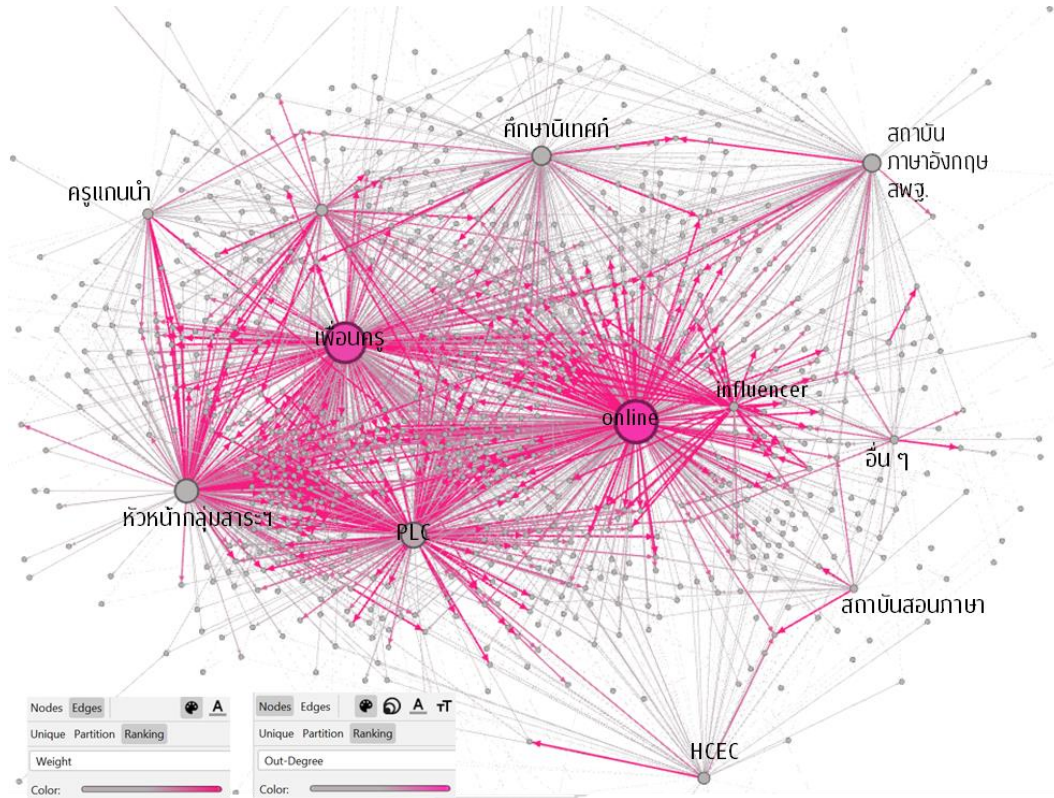 ศึกษานิเทศก์
สถาบัน
ภาษาอังกฤษ
สพฐ.
ครูแกนนำ
เพื่อนครู
influencer
online
อื่น ๆ
หัวหน้ากลุ่มสาระฯ
PLC
สถาบันสอนภาษา
HCEC
Nodes Edges A
Unique Partition Ranking
Weight
Color:
Nodes Edges A TT
Unique Partition Ranking
Out-Degree
Color: